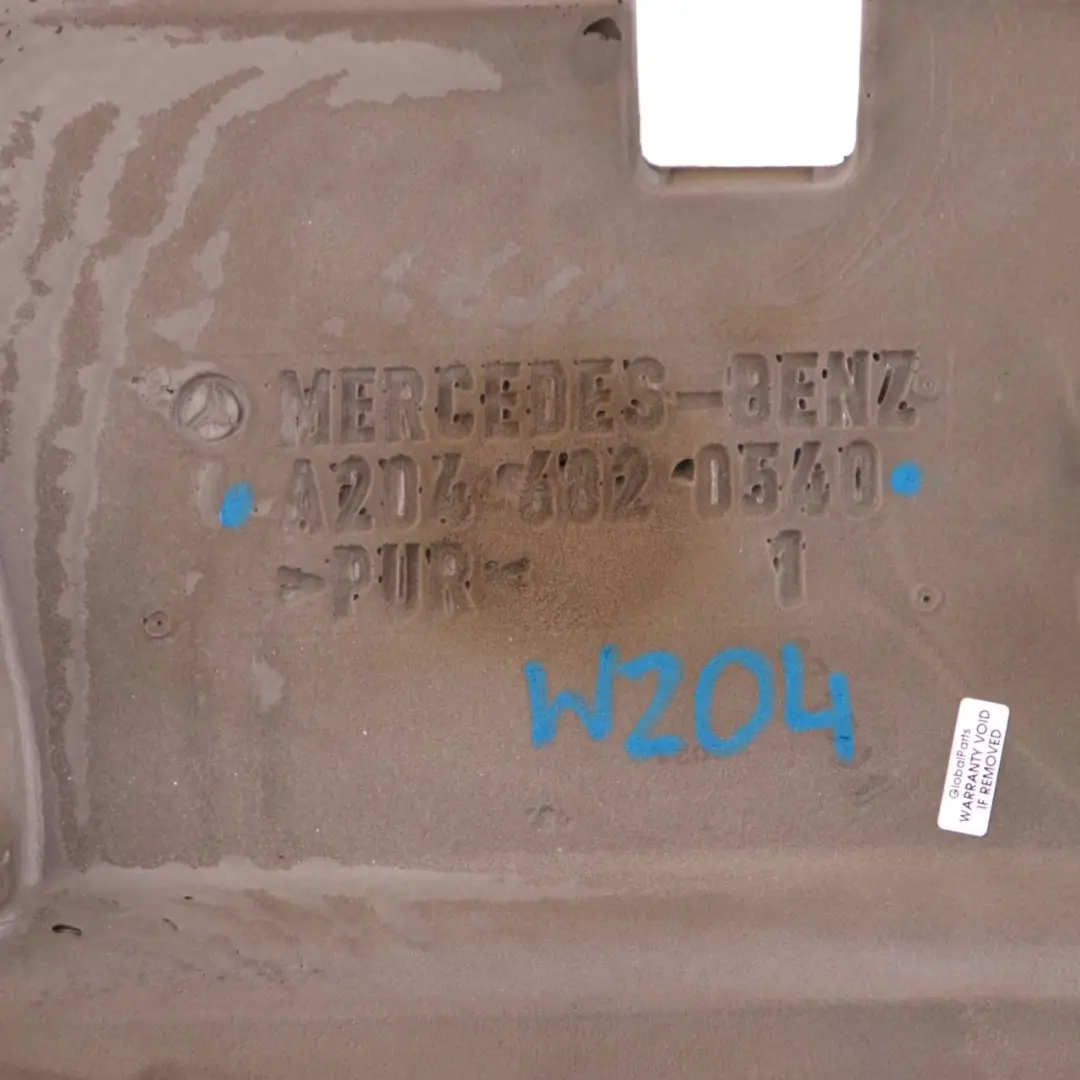 MERCEDES-BENZ
A204 682 0540
>PUR< 1
W204
GlobalParts
WARRANTY VOID
IF REMOVED